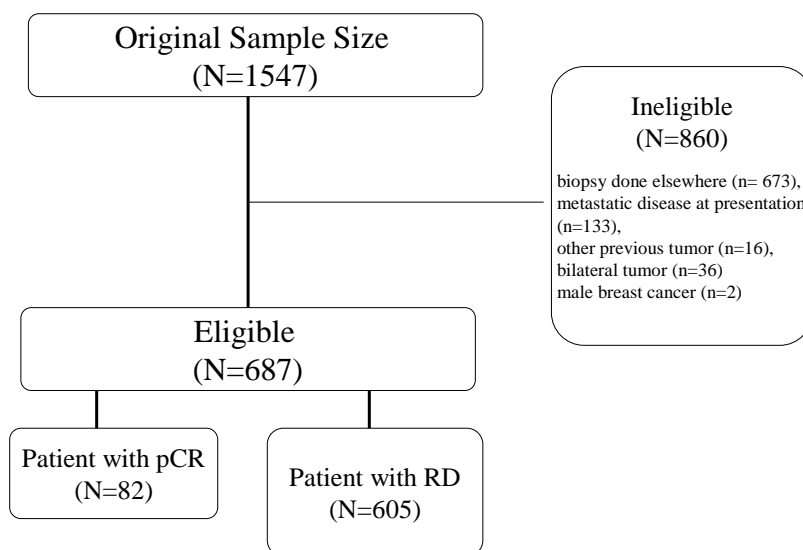 Original Sample Size
(N=1547)
Ineligible
(N=860)
biopsy done elsewhere (n= 673),
metastatic disease at presentation
(n=133),
other previous tumor (n=16),
bilateral tumor (n=36)
male breast cancer (n=2)
Eligible
(N=687)
Patient with pCR
(N=82)
Patient with RD
(N=605)